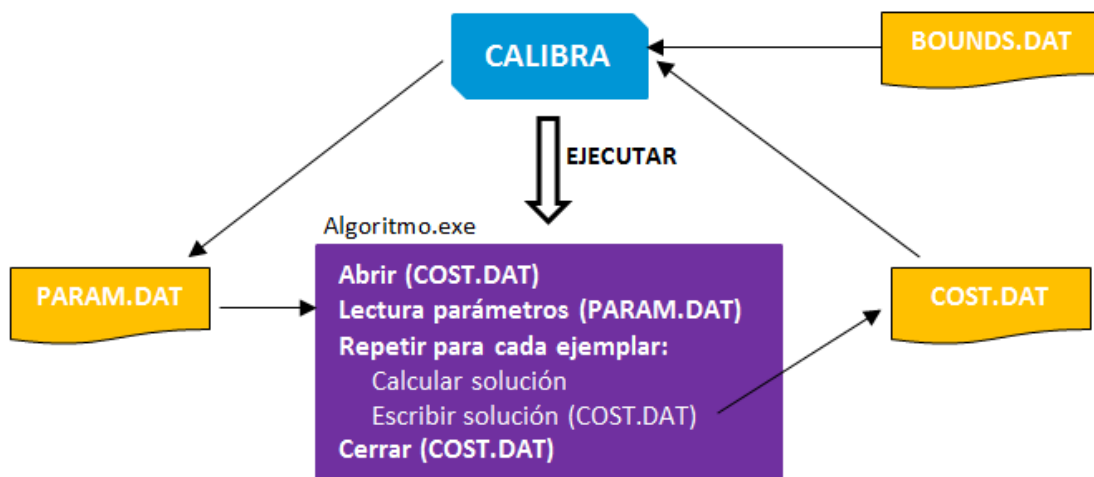 CALIBRA
BOUNDS.DAT
EJECUTAR
Algoritmo.exe
PARAM.DAT
Abrir (COST.DAT)
Lectura parámetros (PARAM.DAT)
Repetir para cada ejemplar:
Calcular solución
Escribir solución (COST.DAT)
Cerrar (COST.DAT)
COST.DAT